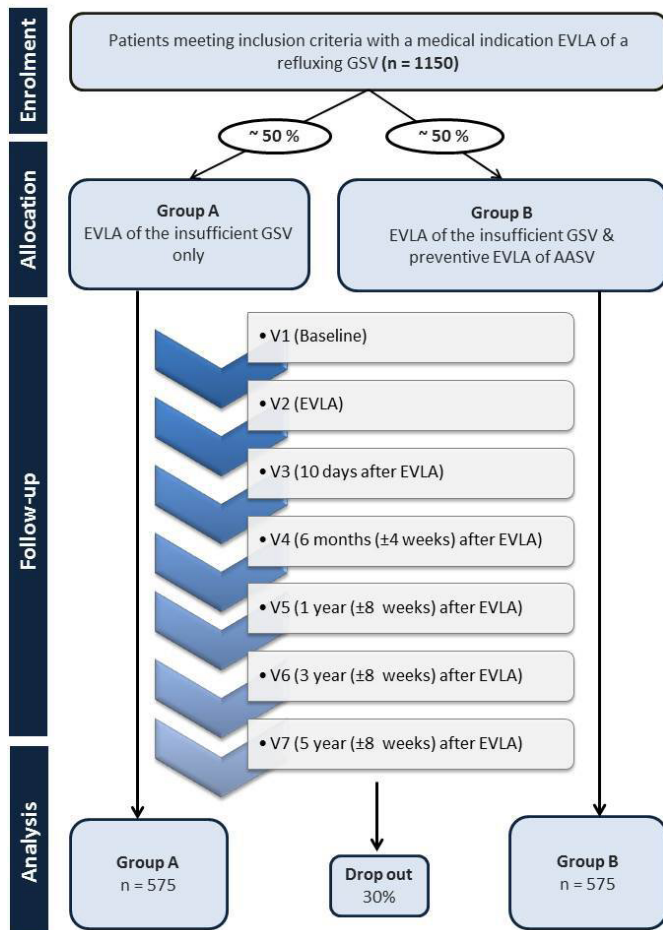 Enrolment
Patients meeting inclusion criteria with a medical indication EVLA of a
refluxing GSV (n = 1150)
~ 50 %
~ 50 %
Allocation
Group A
EVLA of the insufficient GSV
only
Group B
EVLA of the insufficient GSV &
preventive EVLA of AASV
Follow-up
• V1 (Baseline)
• V2 (EVLA)
• V3 (10 days after EVLA)
• V4 (6 months (±4 weeks) after EVLA)
• V5 (1 year (±8 weeks) after EVLA)
• V6 (3 year (±8 weeks) after EVLA)
• V7 (5 year (±8 weeks) after EVLA)
Analysis
Group A
n = 575
Drop out
30%
Group B
n = 575